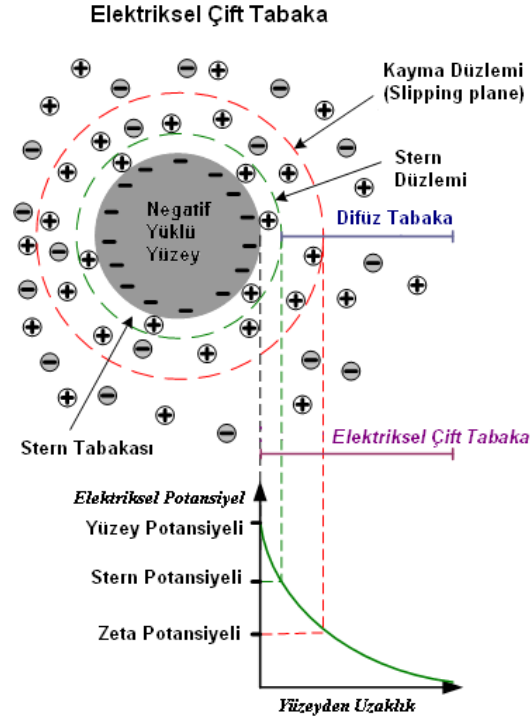 Elektriksel Çift Tabaka
Kayma Düzlemi
(Slipping plane)
Stern
Düzlemi
Negatif
Yüklü
Yüzey
Difüz Tabaka
Stern Tabakası
Elektriksel Çift Tabaka
Elektriksel Potansiyel
Yüzey Potansiyeli
Stern Potansiyeli
Zeta Potansiyeli
Yüzeyden Uzaklık